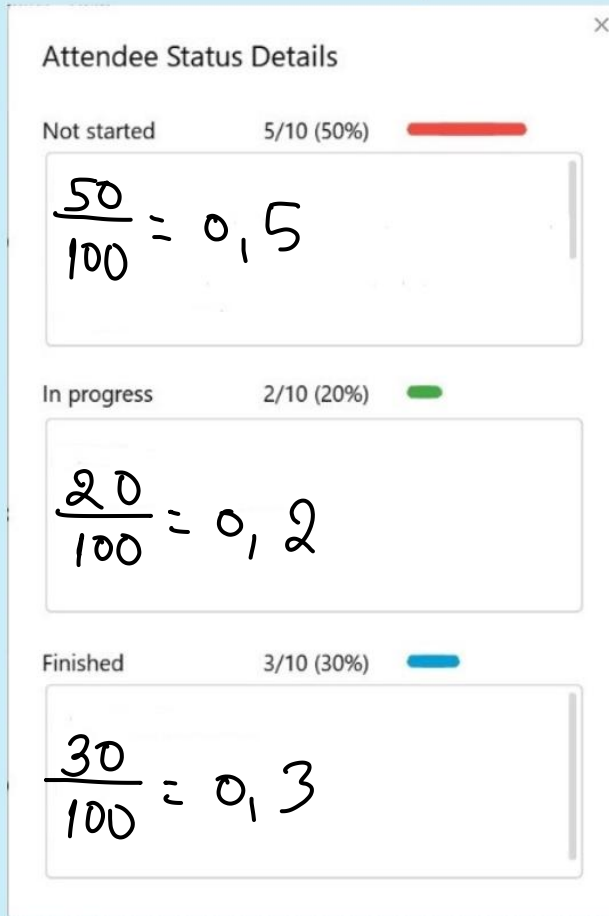 Attendee Status Details
Not started 5/10 (50%)
50/100 = 0,5
In progress 2/10 (20%)
20/100 = 0,2
Finished 3/10 (30%)
30/100 = 0,3